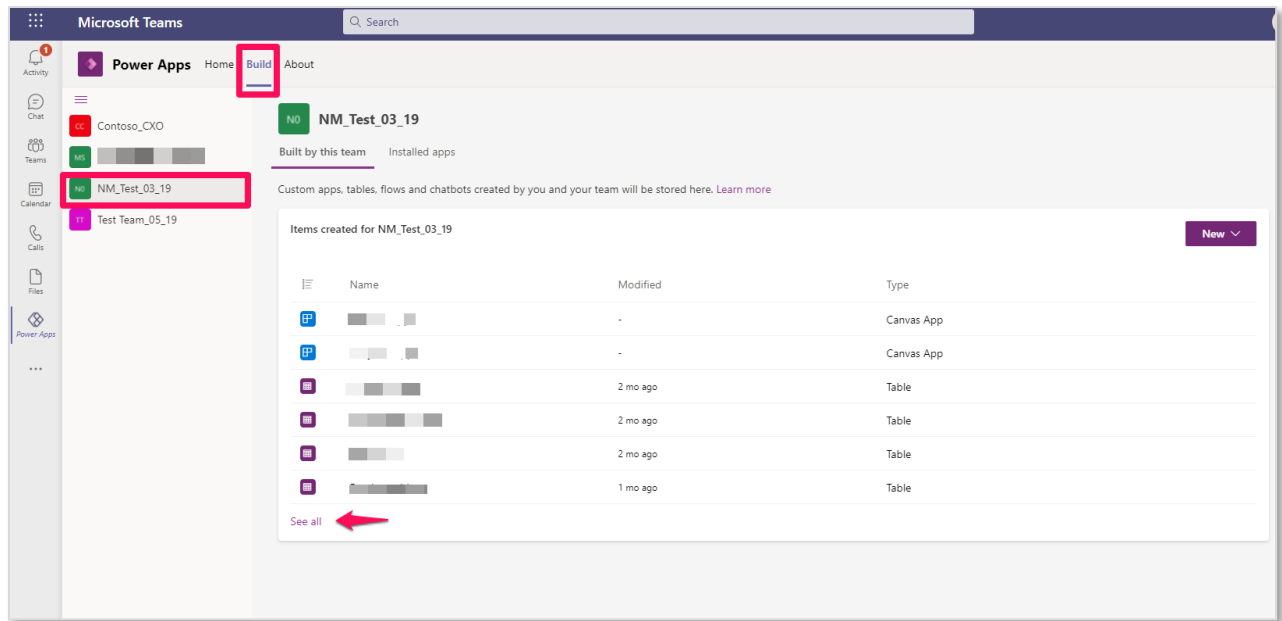 Microsoft Teams
Search
1
Activity
Chat
Teams
Calendar
Calls
Files
Power Apps
Power Apps Home Build About
CC Contoso_CXO
MS
N0 NM_Test_03_19
TT Test Team_05_19
N0 NM_Test_03_19
Built by this team Installed apps
Custom apps, tables, flows and chatbots created by you and your team will be stored here. Learn more
Items created for NM_Test_03_19
New
Name Modified Type
- Canvas App
- Canvas App
2 mo ago Table
2 mo ago Table
2 mo ago Table
1 mo ago Table
See all